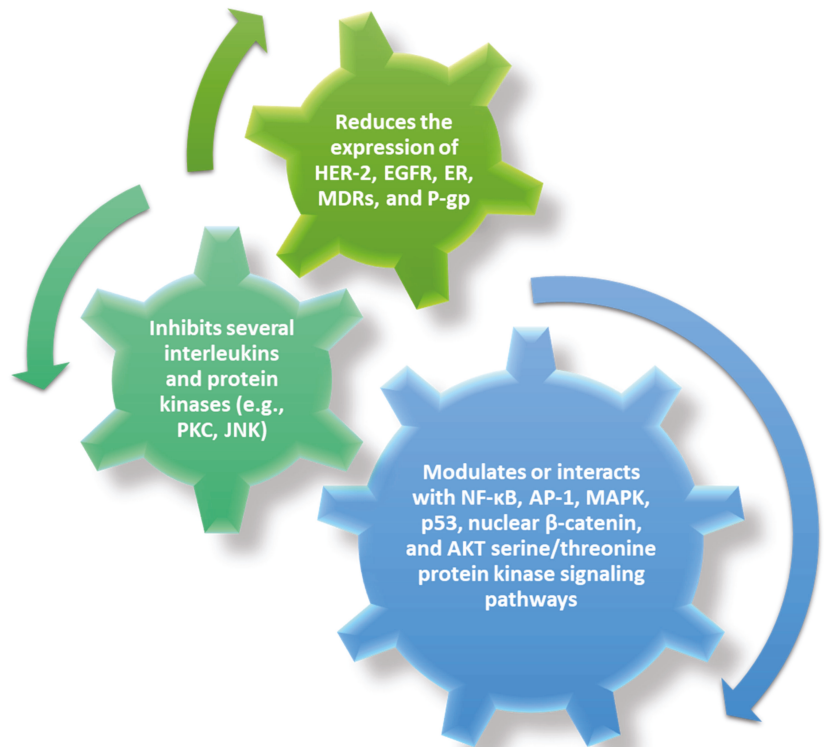 Reduces the
expression of
HER-2, EGFR, ER,
MDRs, and P-gp
Inhibits several
interleukins
and protein
kinases (e.g.,
PKC, JNK)
Modulates or interacts
with NF-κB, AP-1, MAPK,
p53, nuclear β-catenin,
and AKT serine/threonine
protein kinase signaling
pathways